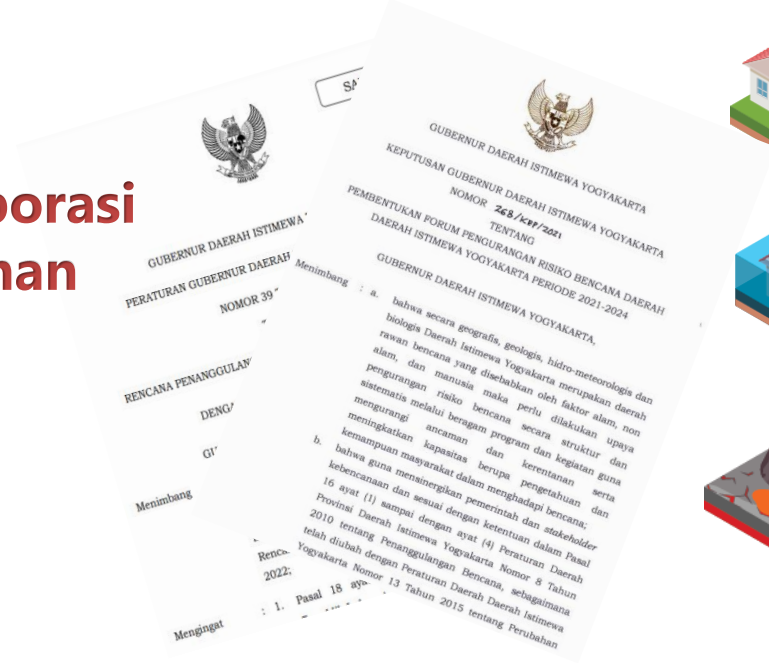 porasi
nan
SA
GUBERNUR DAERAH ISTIMEWA
PERATURAN GUBERNUR DAERAH
NOMOR 39
RENCANA PENANGGULAN
DENGA
GU
Menimbang
Renca
2022;
Mengingat : 1. Pasal 18 aya
GUBERNUR DAERAH ISTIMEWA YOGYAKARTA
KEPUTUSAN GUBERNUR DAERAH ISTIMEWA YOGYAKARTA
NOMOR 268/KEP/2021
TENTANG
PEMBENTUKAN FORUM PENGURANGAN RISIKO BENCANA DAERAH
DAERAH ISTIMEWA YOGYAKARTA PERIODE 2021-2024
GUBERNUR DAERAH ISTIMEWA YOGYAKARTA,
Menimbang : a. bahwa secara geografis, geologis, hidro-meteorologis dan
biologis Daerah Istimewa Yogyakarta merupakan daerah
rawan bencana yang disebabkan oleh faktor alam, non
alam, dan manusia maka perlu dilakukan upaya
pengurangan risiko bencana secara struktur dan
sistematis melalui beragam program dan kegiatan guna
mengurangi ancaman dan kerentanan serta
meningkatkan kapasitas berupa pengetahuan dan
kemampuan masyarakat dalam menghadapi bencana;
b. bahwa guna mensinergikan pemerintah dan stakeholder
kebencanaan dan sesuai dengan ketentuan dalam Pasal
16 ayat (1) sampai dengan ayat (4) Peraturan Daerah
Provinsi Daerah Istimewa Yogyakarta Nomor 8 Tahun
2010 tentang Penanggulangan Bencana, sebagaimana
telah diubah dengan Peraturan Daerah Daerah Istimewa
Yogyakarta Nomor 13 Tahun 2015 tentang Perubahan